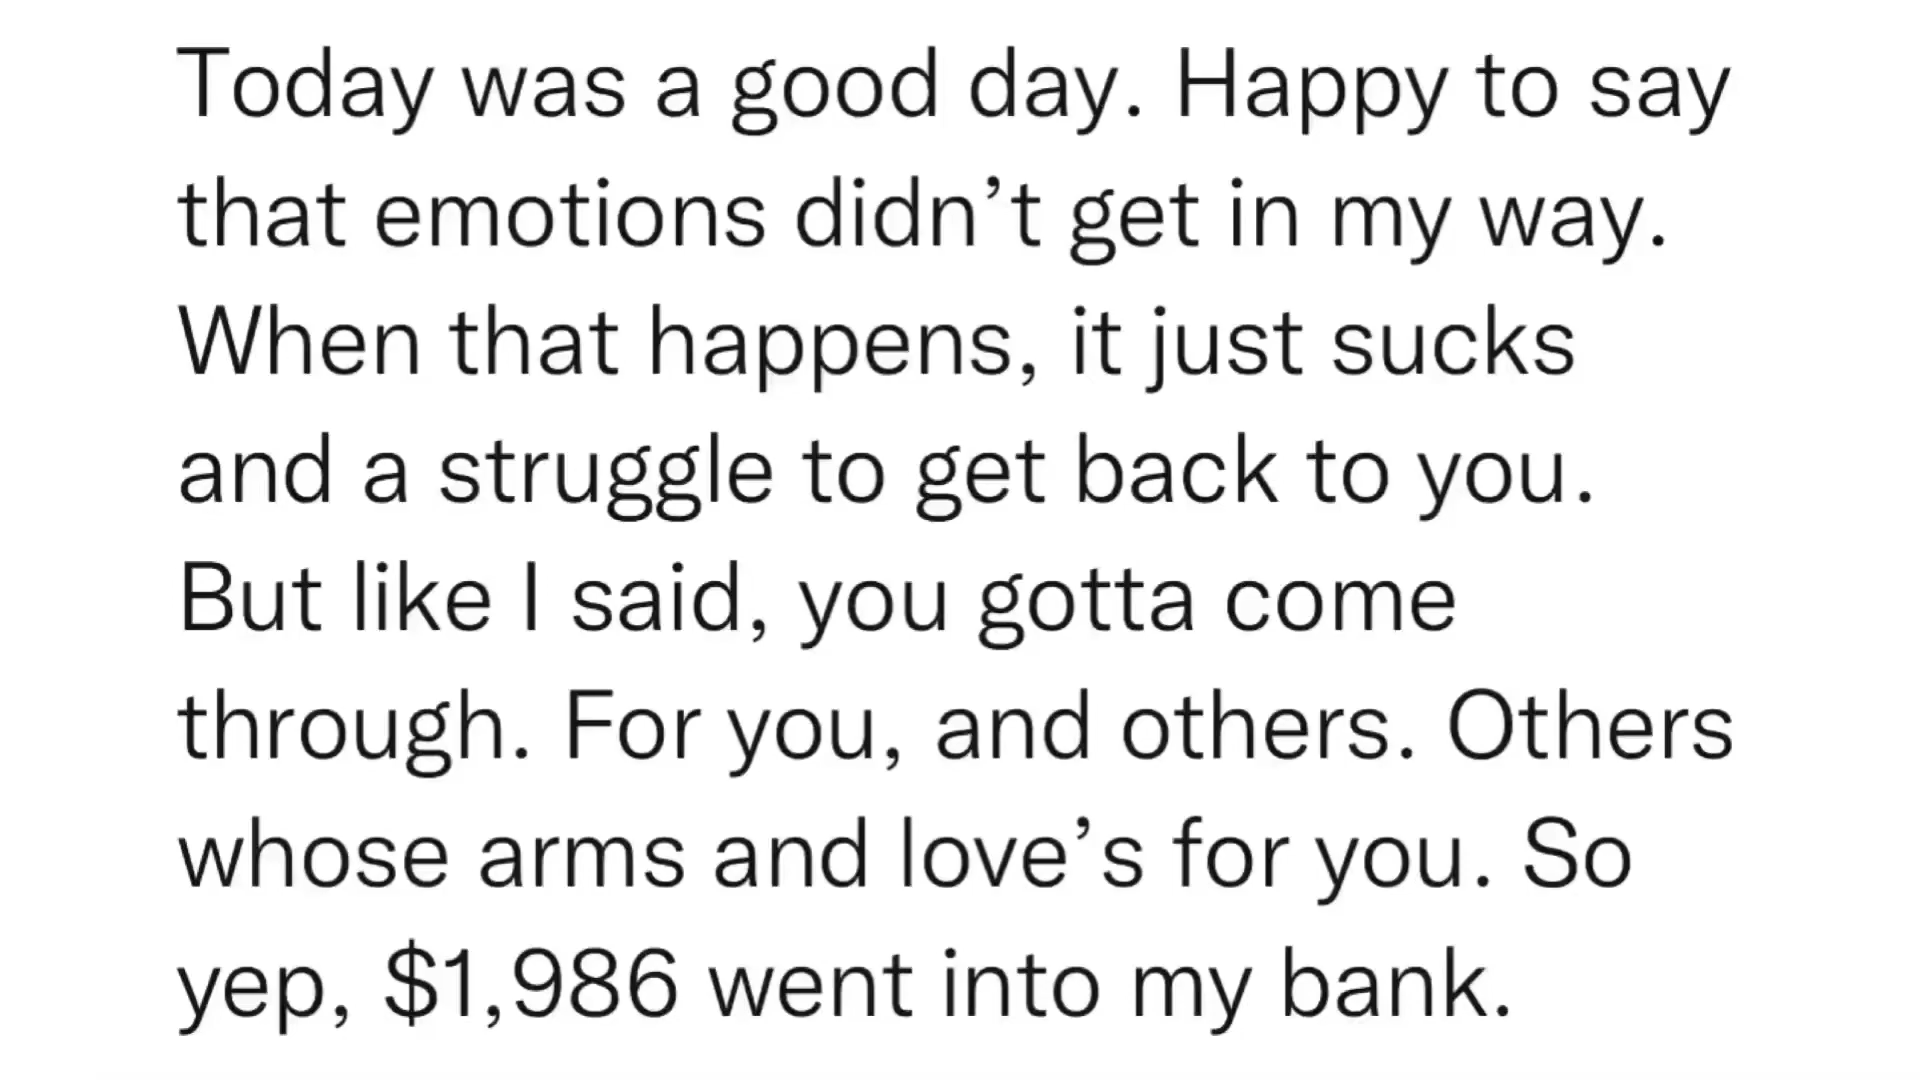 Today was a good day. Happy to say
that emotions didn’t get in my way.
When that happens, it just sucks
and a struggle to get back to you.
But like I said, you gotta come
through. For you, and others. Others
whose arms and love’s for you. So
yep, $1,986 went into my bank.